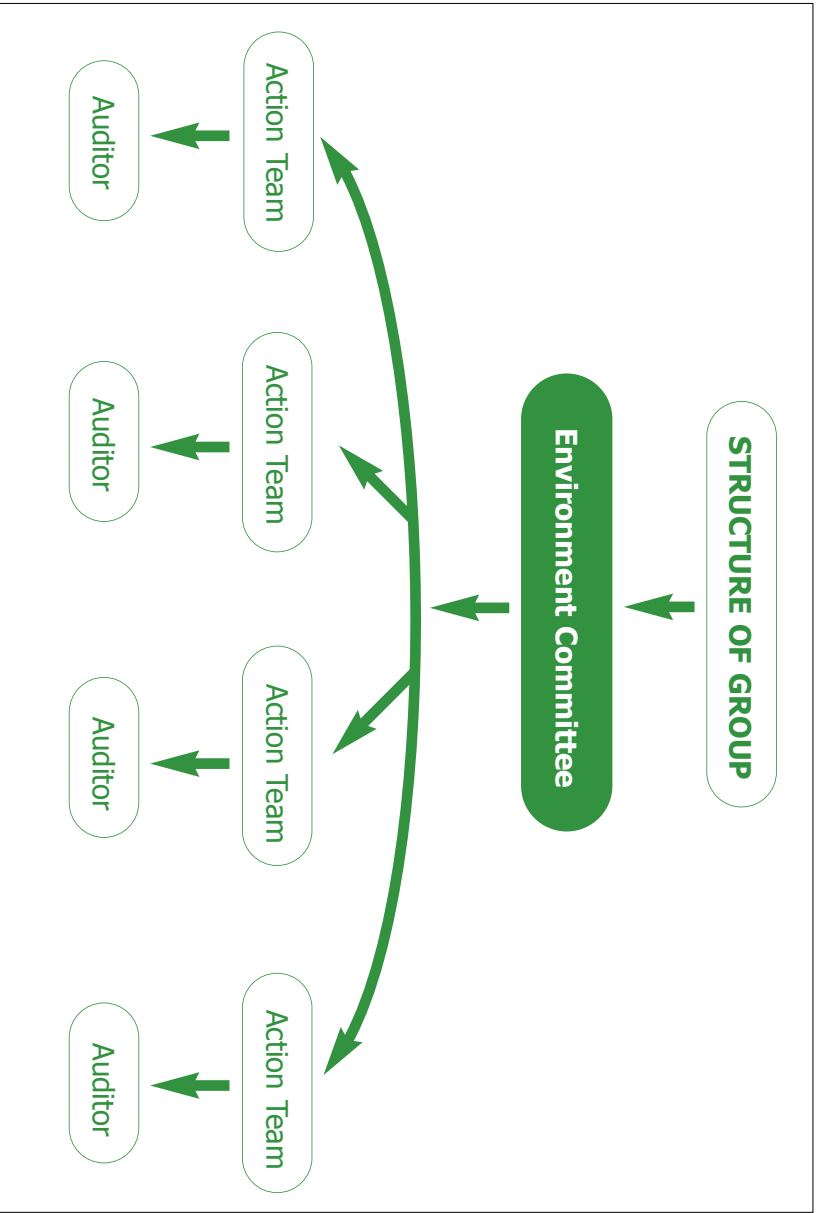 STRUCTURE OF GROUP
Environment Committee
Action Team
Action Team
Action Team
Action Team
Auditor
Auditor
Auditor
Auditor